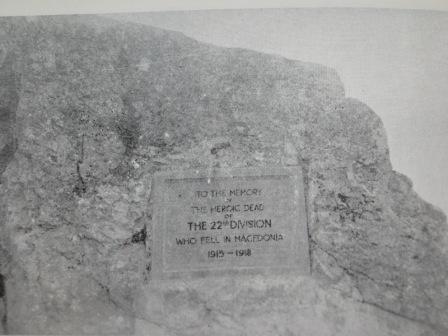 TO THE MEMORY
OF
THE HEROIC DEAD
OF
THE 22ND DIVISION
WHO FELL IN MACEDONIA
1915 - 1918